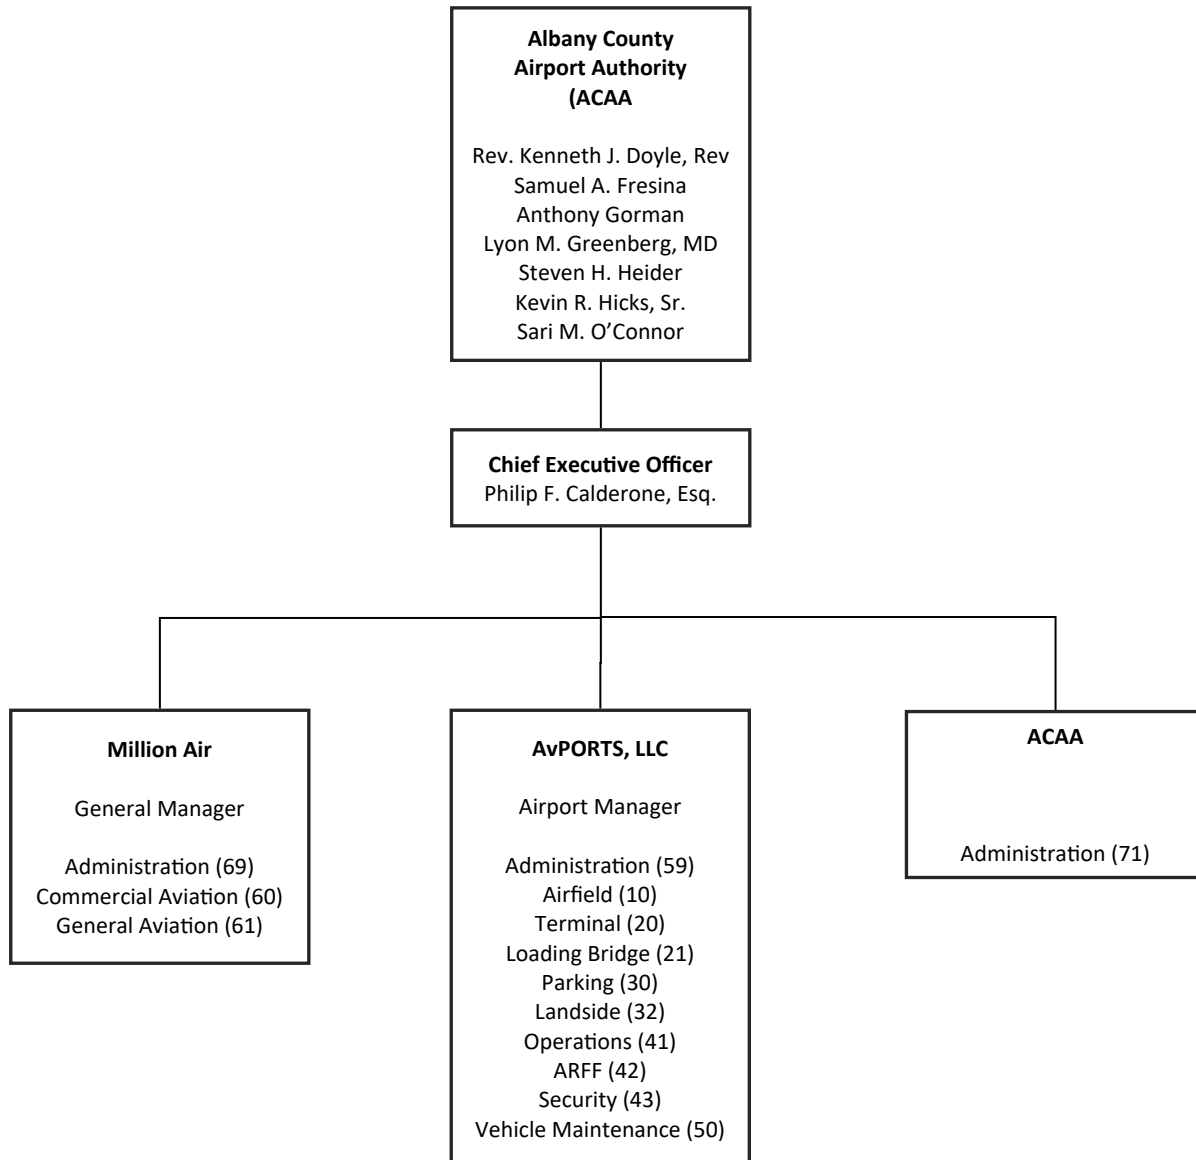 Albany County
Airport Authority
(ACAA
Rev. Kenneth J. Doyle, Rev
Samuel A. Fresina
Anthony Gorman
Lyon M. Greenberg, MD
Steven H. Heider
Kevin R. Hicks, Sr.
Sari M. O’Connor
Chief Executive Officer
Philip F. Calderone, Esq.
Million Air
General Manager
Administration (69)
Commercial Aviation (60)
General Aviation (61)
AvPORTS, LLC
Airport Manager
Administration (59)
Airfield (10)
Terminal (20)
Loading Bridge (21)
Parking (30)
Landside (32)
Operations (41)
ARFF (42)
Security (43)
Vehicle Maintenance (50)
ACAA
Administration (71)